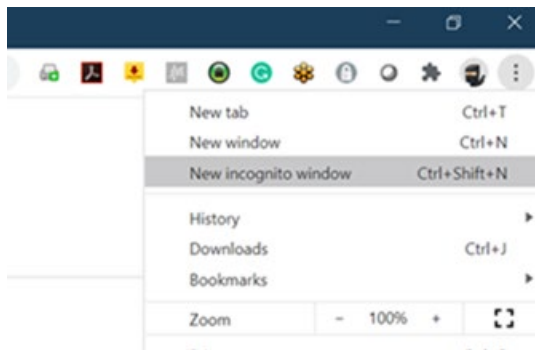 New tab Ctrl+T
New window Ctrl+N
New incognito window Ctrl+Shift+N
History
Downloads Ctrl+J
Bookmarks
Zoom - 100% +